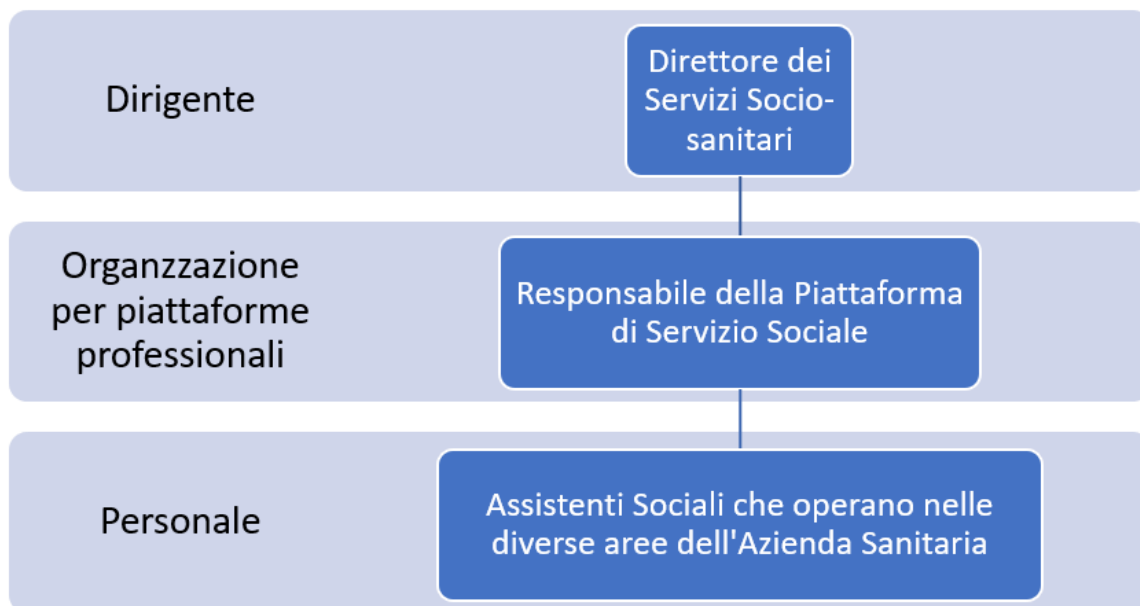 Dirigente
Direttore dei
Servizi Socio-
sanitari
Organzzazione
per piattaforme
professionali
Responsabile della Piattaforma
di Servizio Sociale
Personale
Assistenti Sociali che operano nelle
diverse aree dell'Azienda Sanitaria